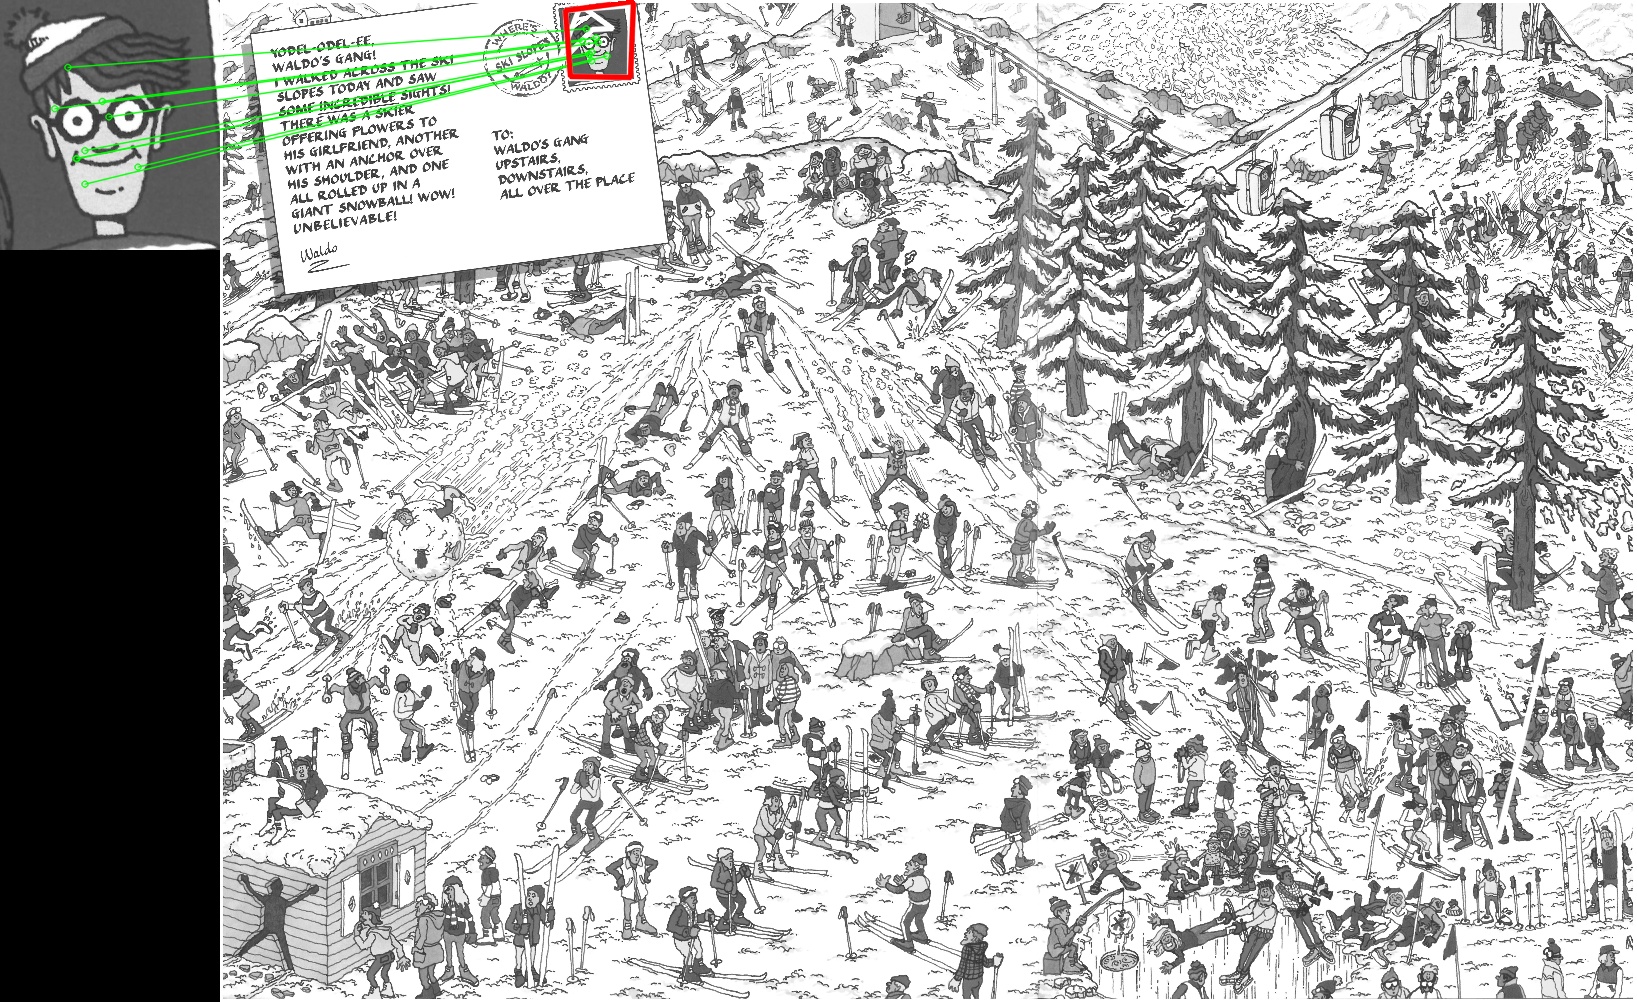 YODEL-ODEL-EE,
WALDO'S GANG!
I WALKED ACROSS THE SKI
SLOPES TODAY AND SAW
SOME INCREDIBLE SIGHTS!
THERE WAS A SKIER
OFFERING FLOWERS TO
HIS GIRLFRIEND, ANOTHER
WITH AN ANCHOR OVER
HIS SHOULDER, AND ONE
ALL ROLLED UP IN A
GIANT SNOWBALL! WOW!
UNBELIEVABLE!
Waldo
WHERE'S
SKI SLOPES
WALDO
TO:
WALDO'S GANG
UPSTAIRS,
DOWNSTAIRS,
ALL OVER THE PLACE